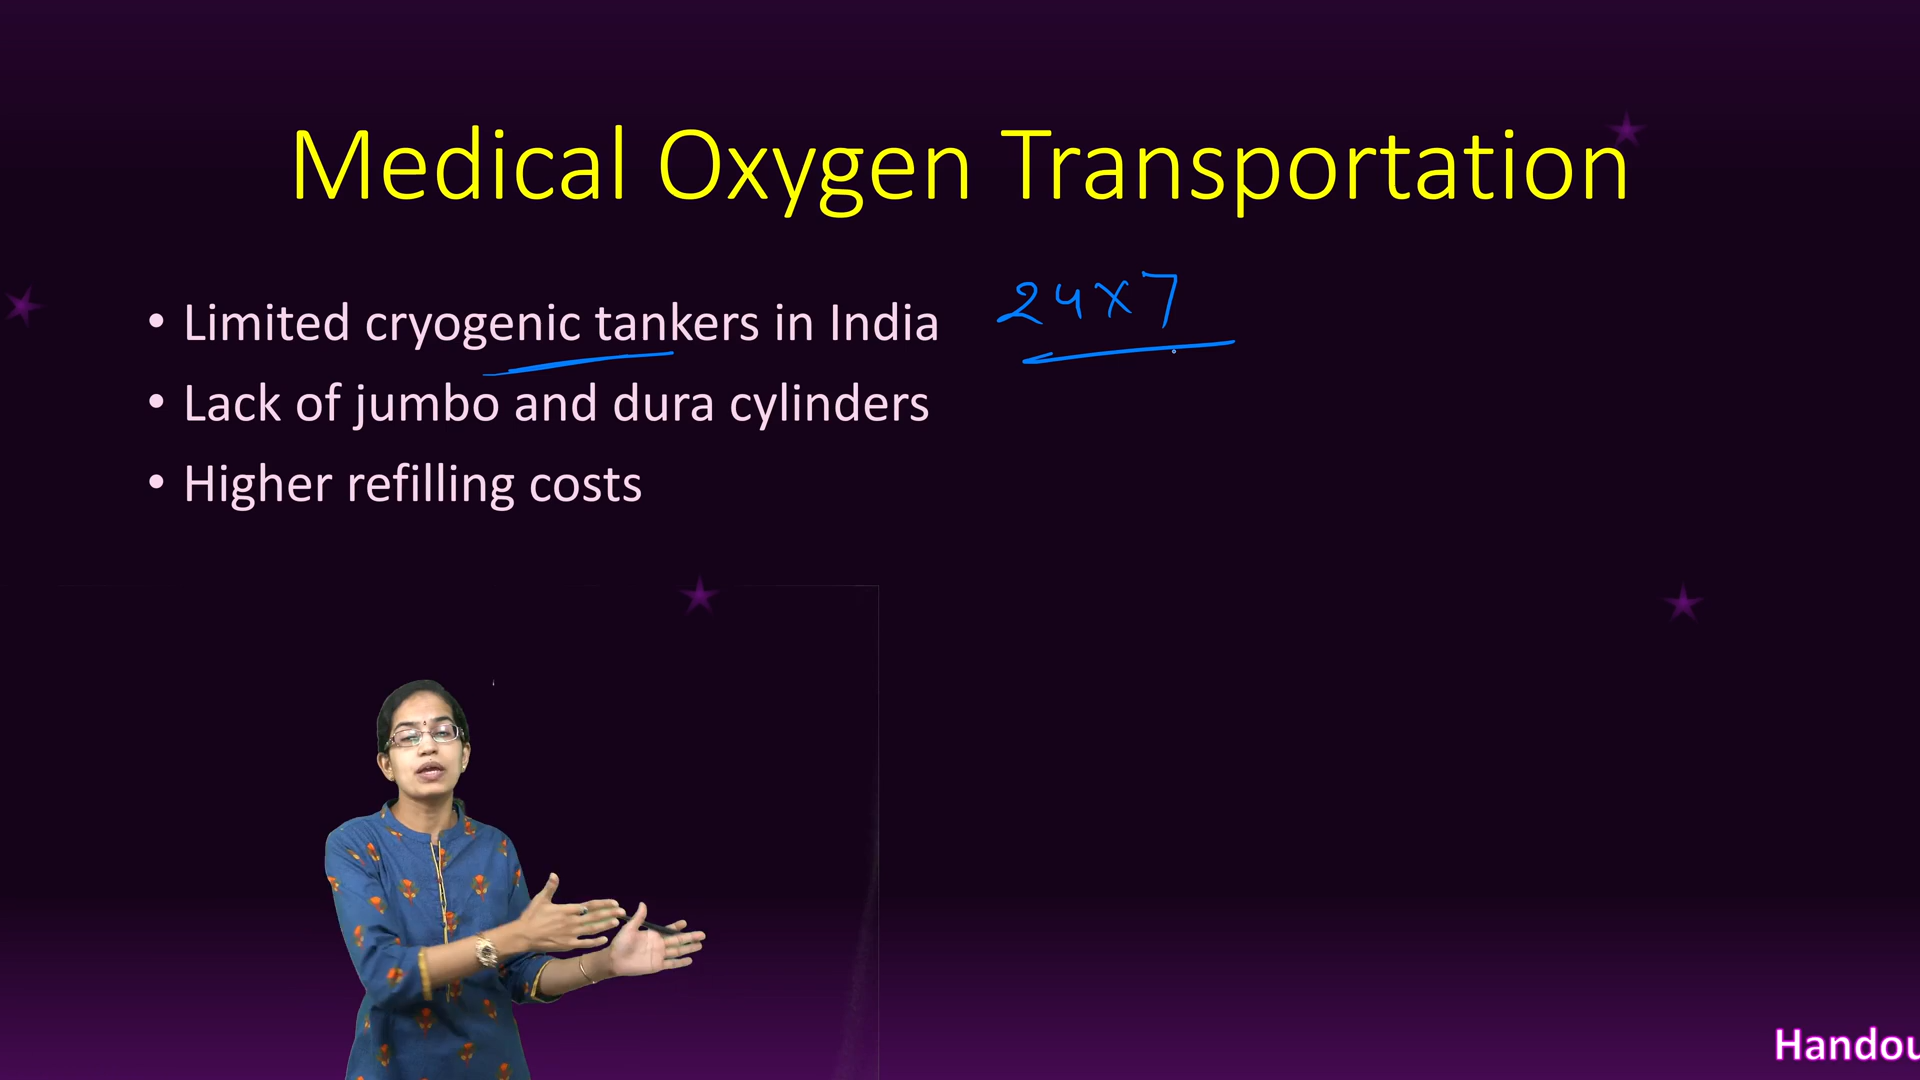 Medical Oxygen Transportation
• Limited cryogenic tankers in India
24x7
• Lack of jumbo and dura cylinders
• Higher refilling costs
Handou